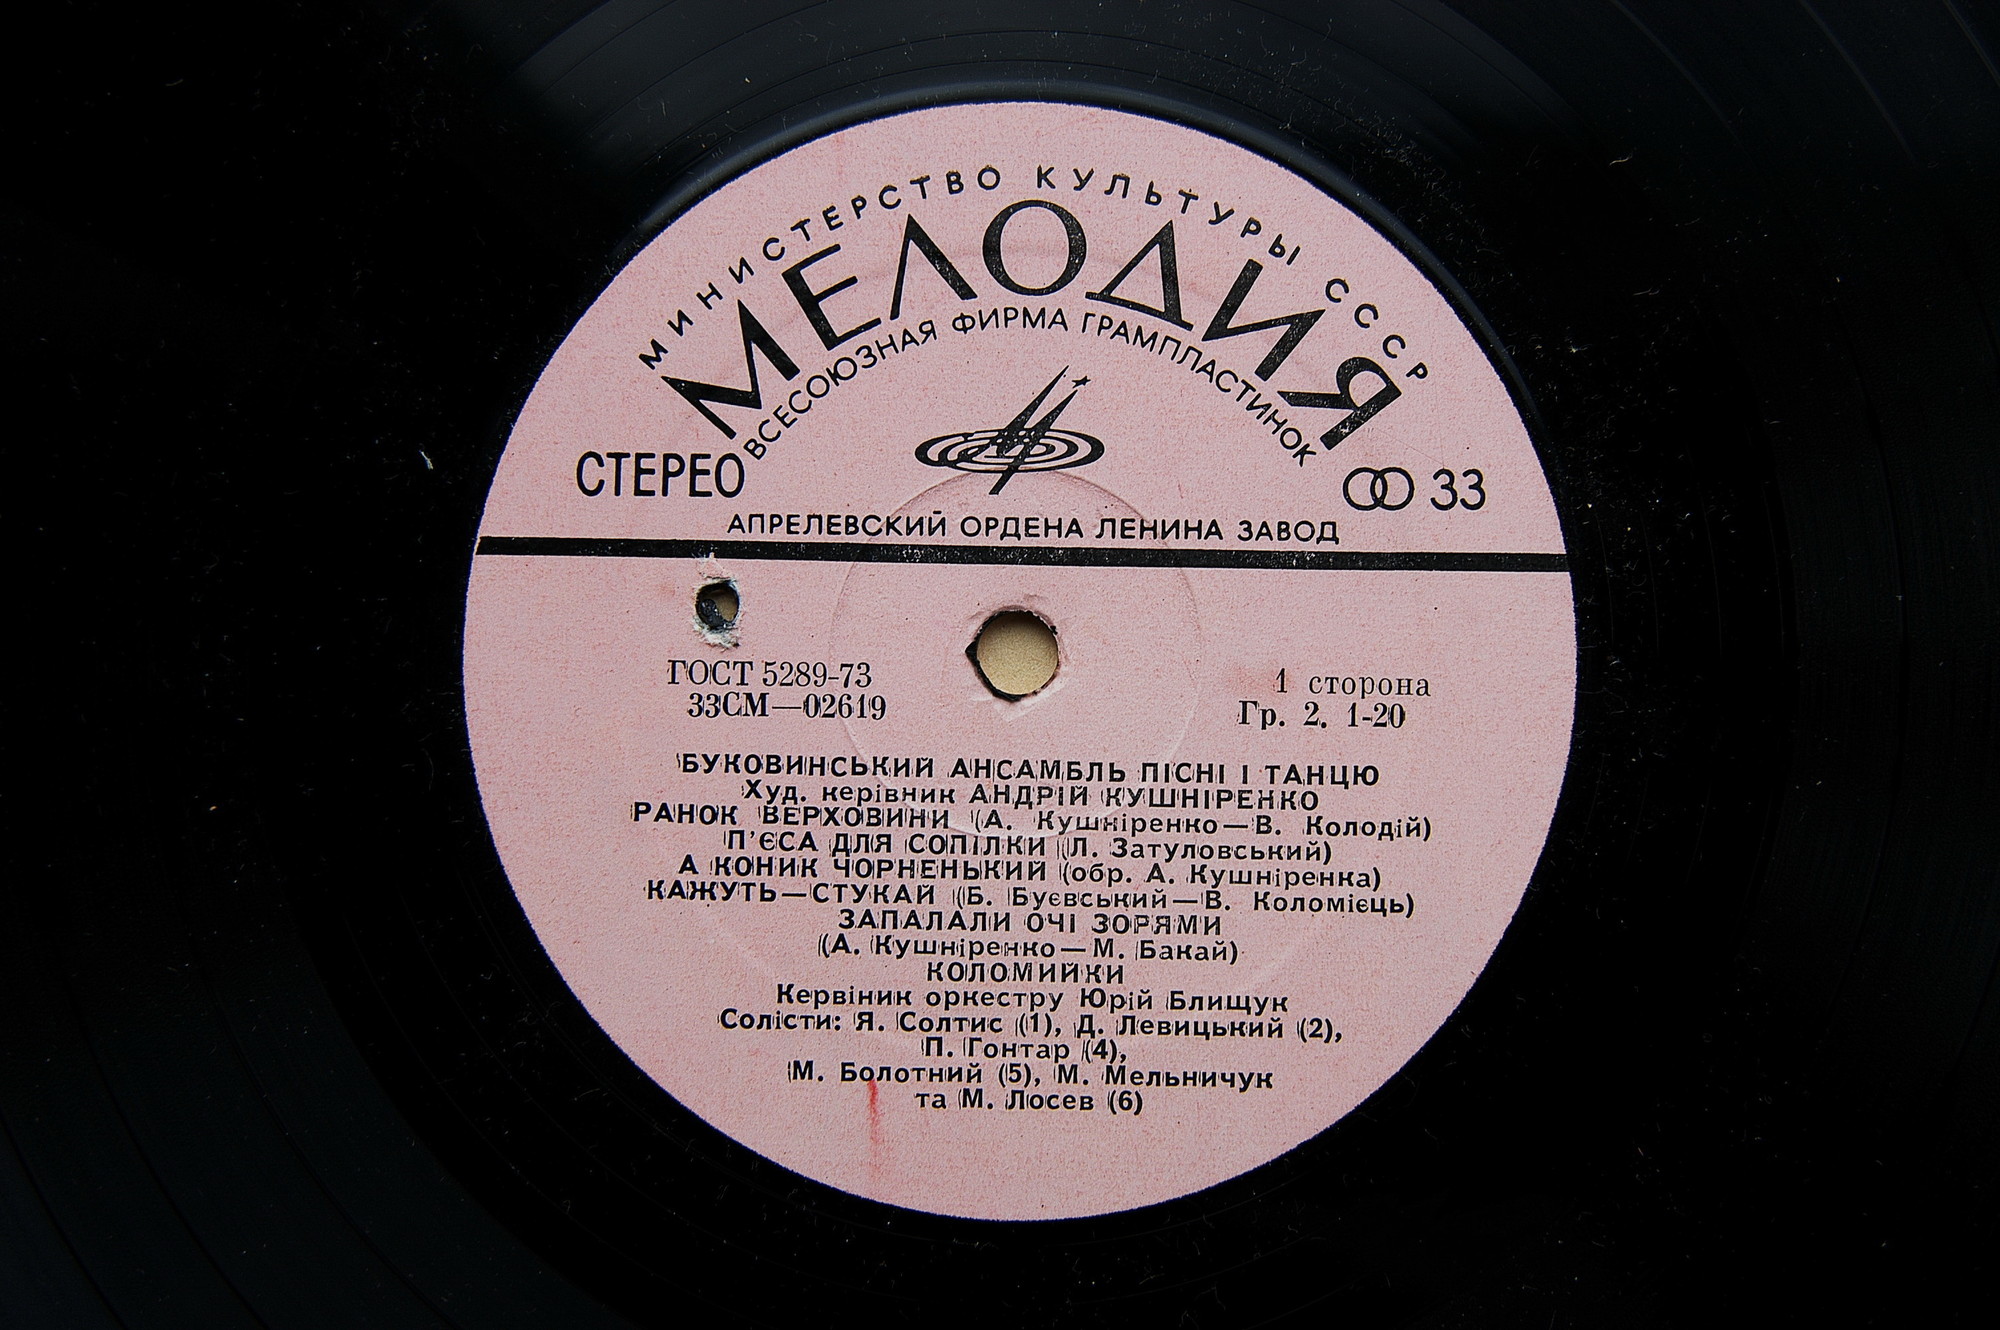 МИНИСТЕРСТВО КУЛЬТУРЫ СССР
МЕЛОДИЯ
ВСЕСОЮЗНАЯ ФИРМА ГРАМПЛАСТИНОК
СТЕРЕО
33
АПРЕЛЕВСКИЙ ОРДЕНА ЛЕНИНА ЗАВОД
ГОСТ 5289-73
33СМ—02619
1 сторона
Гр. 2. 1-20
БУКОВИНСЬКИЙ АНСАМБЛЬ ПІСНІ І ТАНЦЮ
Худ. керівник АНДРІЙ КУШНІРЕНКО
РАНОК ВЕРХОВИНИ (А. Кушніренко—В. Колодій)
П'ЄСА ДЛЯ СОПІЛКИ (Л. Затуловський)
А КОНИК ЧОРНЕНЬКИЙ (обр. А. Кушніренка)
КАЖУТЬ—СТУКАЙ (Б. Буєвський—В. Коломієць)
ЗАПАЛАЛИ ОЧІ ЗОРЯМИ
(А. Кушніренко—М. Бакай)
КОЛОМИЙКИ
Кервіник оркестру Юрій Блищук
Солісти: Я. Солтис (1), Д. Левицький (2),
П. Гонтар (4),
М. Болотний (5), М. Мельничук
та М. Лосев (6)